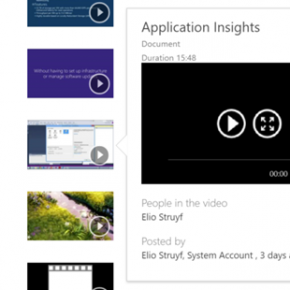 Without having to set up infrastructure
or manage software updates
Application Insights
Document
Duration 15:48
00:00
People in the video
Elio Struyf
Posted by
Elio Struyf, System Account , 3 days a